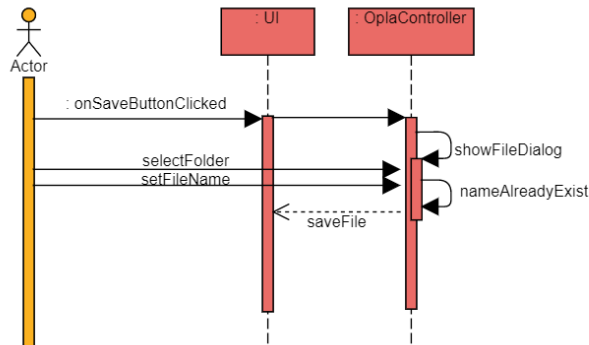 : UI
: OplaController
Actor
: onSaveButtonClicked
showFileDialog
selectFolder
setFileName
nameAlreadyExist
saveFile